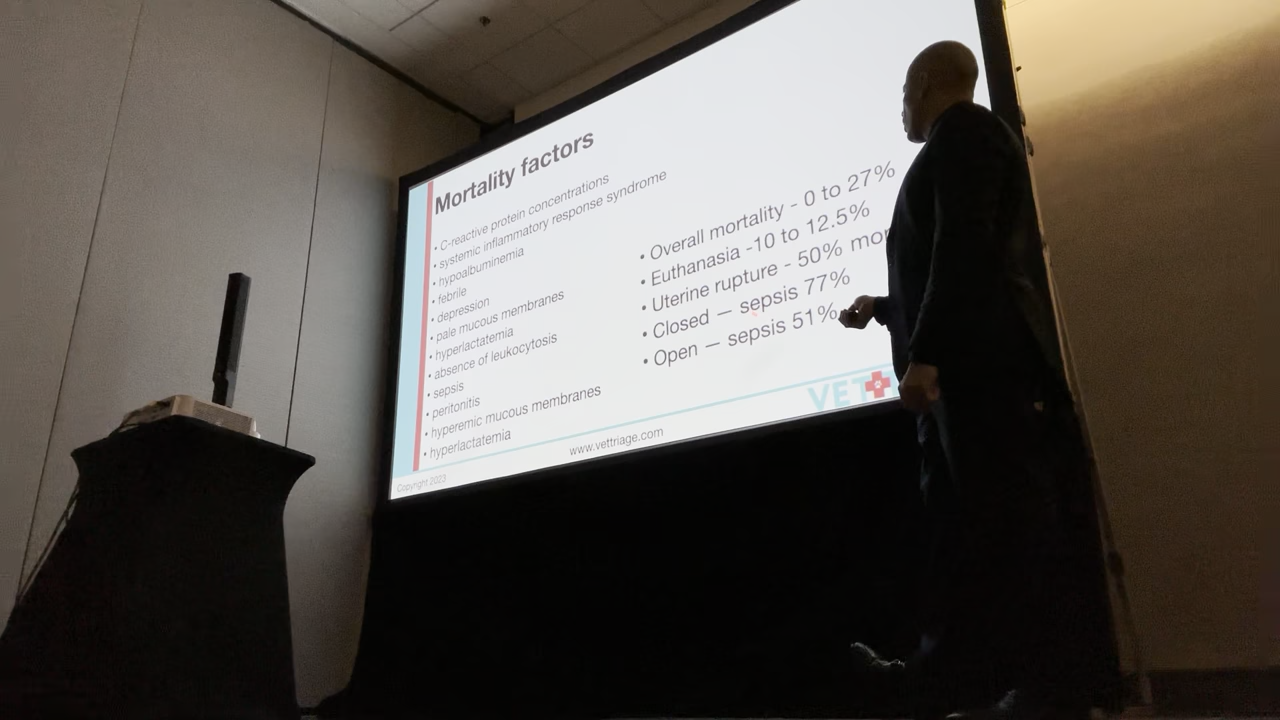 Mortality factors
• C-reactive protein concentrations
• systemic inflammatory response syndrome
• hypoalbuminemia
• febrile
• depression
• pale mucous membranes
• hyperlactatemia
• absence of leukocytosis
• sepsis
• peritonitis
• hyperemic mucous membranes
• hyperlactatemia
• Overall mortality - 0 to 27%
• Euthanasia -10 to 12.5%
• Uterine rupture - 50%
• Closed — sepsis 77%
• Open — sepsis 51%
VET
www.vettriage.com
Copyright 2023